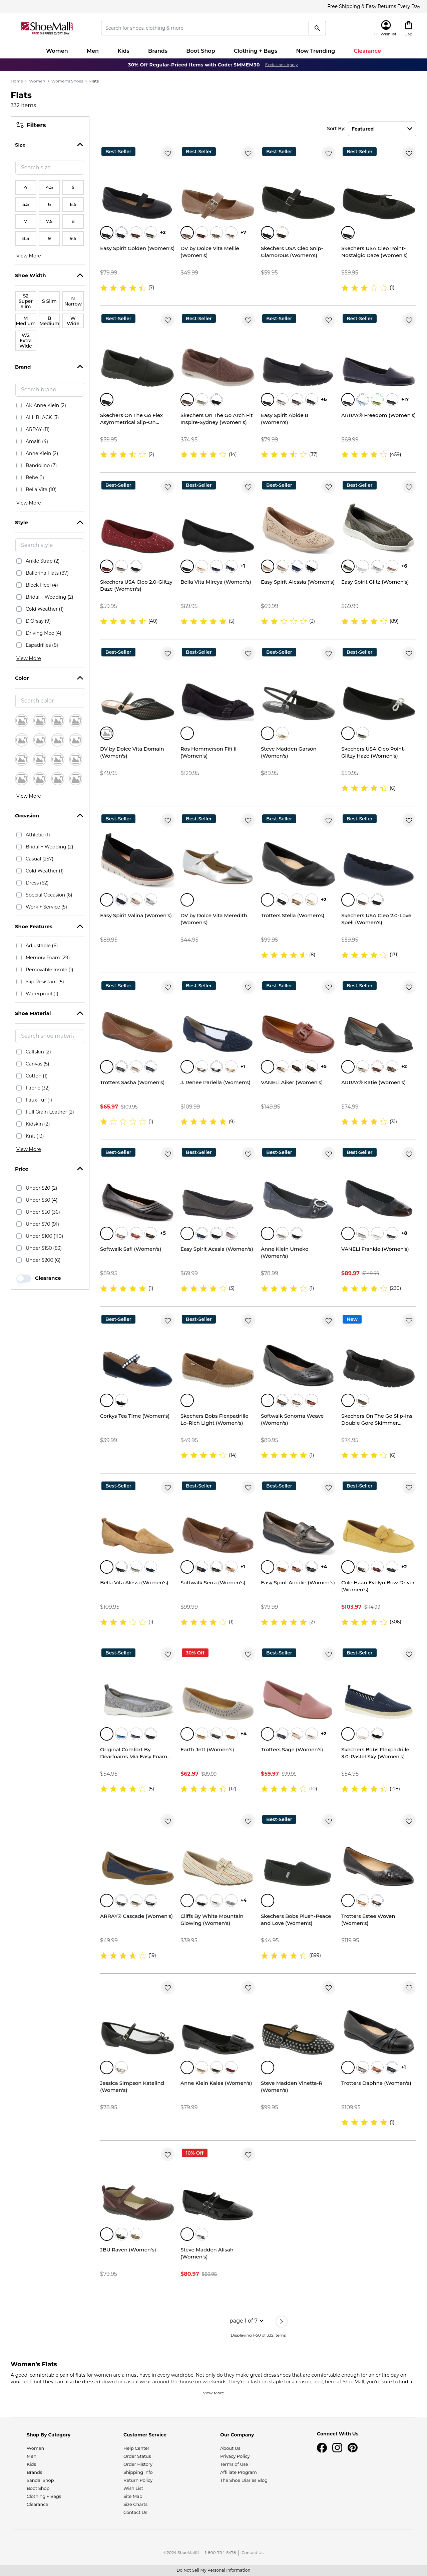 Free Shipping & Easy Returns Every Day
ShoeMall
FREE SHIPPING EVERY DAY
Search for shoes, clothing & more
Hi, Wishlist!
Bag
Women Men Kids Brands Boot Shop Clothing + Bags Now Trending Clearance
30% Off Regular-Priced Items with Code: SMMEM30 Exclusions Apply.
Home > Women > Women's Shoes > Flats
Flats
332 items
Filters
Sort By: Featured
Size
Search size
4 4.5 5
5.5 6 6.5
7 7.5 8
8.5 9 9.5
View More
Shoe Width
S2 Super Slim
S Slim
N Narrow
M Medium
B Medium
W Wide
W2 Extra Wide
Brand
Search brand
AK Anne Klein (2)
ALL BLACK (3)
ARRAY (11)
Amalfi (4)
Anne Klein (2)
Bandolino (7)
Bebe (1)
Bella Vita (10)
View More
Style
Search style
Ankle Strap (2)
Ballerina Flats (87)
Block Heel (4)
Bridal + Wedding (2)
Cold Weather (1)
D'Orsay (9)
Driving Moc (4)
Espadrilles (8)
View More
Color
Search color
View More
Occasion
Athletic (1)
Bridal + Wedding (2)
Casual (257)
Cold Weather (1)
Dress (62)
Special Occasion (6)
Work + Service (5)
Shoe Features
Adjustable (6)
Memory Foam (29)
Removable Insole (1)
Slip Resistant (5)
Waterproof (1)
Shoe Material
Search shoe materi
Calfskin (2)
Canvas (5)
Cotton (1)
Fabric (32)
Faux Fur (1)
Full Grain Leather (2)
Kidskin (2)
Knit (13)
View More
Price
Under $20 (2)
Under $30 (4)
Under $50 (36)
Under $70 (91)
Under $100 (110)
Under $150 (83)
Under $200 (6)
Clearance
Best-Seller
+2
Easy Spirit Golden (Women's)
$79.99
(7)
Best-Seller
+7
DV by Dolce Vita Mellie (Women's)
$49.99
Best-Seller
Skechers USA Cleo Snip-Glamorous (Women's)
$59.95
Best-Seller
Skechers USA Cleo Point-Nostalgic Daze (Women's)
$59.95
(1)
Best-Seller
Skechers On The Go Flex Asymmetrical Slip-On...
$59.95
(2)
Best-Seller
Skechers On The Go Arch Fit Inspire-Sydney (Women's)
$74.95
(14)
Best-Seller
+6
Easy Spirit Abide 8 (Women's)
$79.99
(37)
Best-Seller
+17
ARRAY® Freedom (Women's)
$69.99
(459)
Best-Seller
Skechers USA Cleo 2.0-Glitzy Daze (Women's)
$59.95
(40)
Best-Seller
+1
Bella Vita Mireya (Women's)
$69.95
(5)
Best-Seller
Easy Spirit Alessia (Women's)
$69.99
(3)
Best-Seller
+6
Easy Spirit Glitz (Women's)
$69.99
(89)
Best-Seller
DV by Dolce Vita Domain (Women's)
$49.95
Best-Seller
Ros Hommerson Fifi II (Women's)
$129.95
Best-Seller
Steve Madden Garson (Women's)
$89.95
Best-Seller
Skechers USA Cleo Point-Glitzy Haze (Women's)
$59.95
(6)
Best-Seller
Easy Spirit Valina (Women's)
$89.95
Best-Seller
DV by Dolce Vita Meredith (Women's)
$44.95
Best-Seller
+2
Trotters Stella (Women's)
$99.95
(8)
Best-Seller
Skechers USA Cleo 2.0-Love Spell (Women's)
$59.95
(133)
Best-Seller
Trotters Sasha (Women's)
$65.97 $109.95
(1)
Best-Seller
+1
J. Renee Pariella (Women's)
$109.99
(9)
Best-Seller
+5
VANELi Aiker (Women's)
$149.95
Best-Seller
+2
ARRAY® Katie (Women's)
$74.99
(31)
Best-Seller
+5
Softwalk Safi (Women's)
$89.95
(1)
Best-Seller
Easy Spirit Acasia (Women's)
$69.99
(3)
Best-Seller
Anne Klein Umeko (Women's)
$78.99
(1)
Best-Seller
+8
VANELi Frankie (Women's)
$89.97 $149.99
(230)
Best-Seller
Corkys Tea Time (Women's)
$39.99
Best-Seller
Skechers Bobs Flexpadrille Lo-Rich Light (Women's)
$49.95
(14)
Best-Seller
Softwalk Sonoma Weave (Women's)
$89.95
(1)
New
Skechers On The Go Slip-Ins: Double Gore Skimmer...
$74.95
(6)
Best-Seller
Bella Vita Alessi (Women's)
$109.95
(1)
Best-Seller
+1
Softwalk Serra (Women's)
$99.99
(1)
Best-Seller
+4
Easy Spirit Amalie (Women's)
$79.99
(2)
Best-Seller
+2
Cole Haan Evelyn Bow Driver (Women's)
$103.97 $114.99
(306)
Best-Seller
Original Comfort By Dearfoams Mia Easy Foam...
$54.95
(5)
30% Off
+4
Earth Jett (Women's)
$62.97 $89.99
(12)
Best-Seller
+2
Trotters Sage (Women's)
$59.97 $99.95
(10)
Best-Seller
Skechers Bobs Flexpadrille 3.0-Pastel Sky (Women's)
$54.95
(218)
ARRAY® Cascade (Women's)
$49.99
(19)
+4
Cliffs By White Mountain Glowing (Women's)
$39.95
Best-Seller
Skechers Bobs Plush-Peace and Love (Women's)
$44.95
(899)
Trotters Estee Woven (Women's)
$119.95
Jessica Simpson Katelind (Women's)
$78.95
Anne Klein Kalea (Women's)
$79.99
Steve Madden Vinetta-R (Women's)
$99.95
+1
Trotters Daphne (Women's)
$109.95
(1)
JBU Raven (Women's)
$79.95
10% Off
Steve Madden Alisah (Women's)
$80.97 $89.95
page 1 of 7
Displaying 1-50 of 332 items
Women's Flats
A good, comfortable pair of flats for women are a must have in every wardrobe. Not only do they make great dress shoes that are comfortable enough for an entire day on
your feet, but they can also be dressed down for casual wear around the house on weekends. They're a fashion staple for a reason, and, here at ShoeMall, you're sure to find a...
View More
Shop By Category
Women
Men
Kids
Brands
Sandal Shop
Boot Shop
Clothing + Bags
Clearance
Customer Service
Help Center
Order Status
Order History
Shipping Info
Return Policy
Wish List
Site Map
Size Charts
Contact Us
Our Company
About Us
Privacy Policy
Terms of Use
Affiliate Program
The Shoe Diaries Blog
Connect With Us
©2024 ShoeMall® | 1-800-704-5478 | Contact Us
Do Not Sell My Personal Information